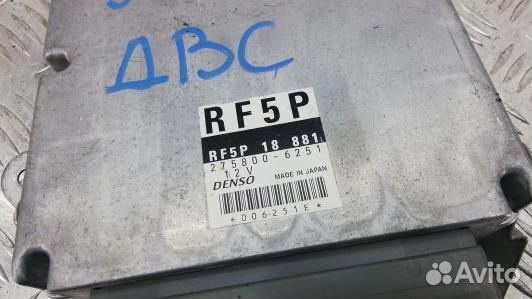 ДВС
RF5P
RF5P 18 881
275800-6251
12V
DENSO MADE IN JAPAN
*006251E*
Avito